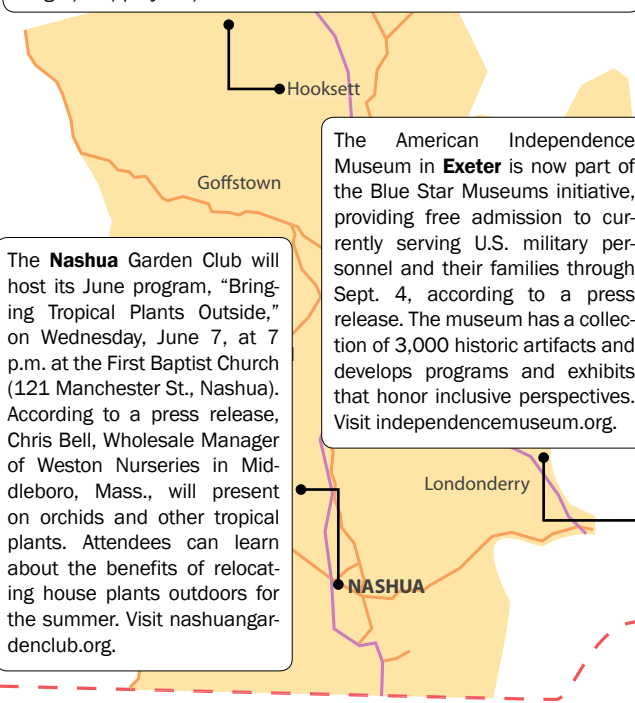 Hooksett
Goffstown
The American Independence
Museum in Exeter is now part of
the Blue Star Museums initiative,
providing free admission to cur-
rently serving U.S. military per-
sonnel and their families through
Sept. 4, according to a press
release. The museum has a collec-
tion of 3,000 historic artifacts and
develops programs and exhibits
that honor inclusive perspectives.
Visit independencemuseum.org.
The Nashua Garden Club will
host its June program, “Bring-
ing Tropical Plants Outside,”
on Wednesday, June 7, at 7
p.m. at the First Baptist Church
(121 Manchester St., Nashua).
According to a press release,
Chris Bell, Wholesale Manager
of Weston Nurseries in Mid-
dleboro, Mass., will present
on orchids and other tropical
plants. Attendees can learn
about the benefits of relocat-
ing house plants outdoors for
the summer. Visit nashuangar-
denclub.org.
Londonderry
NASHUA